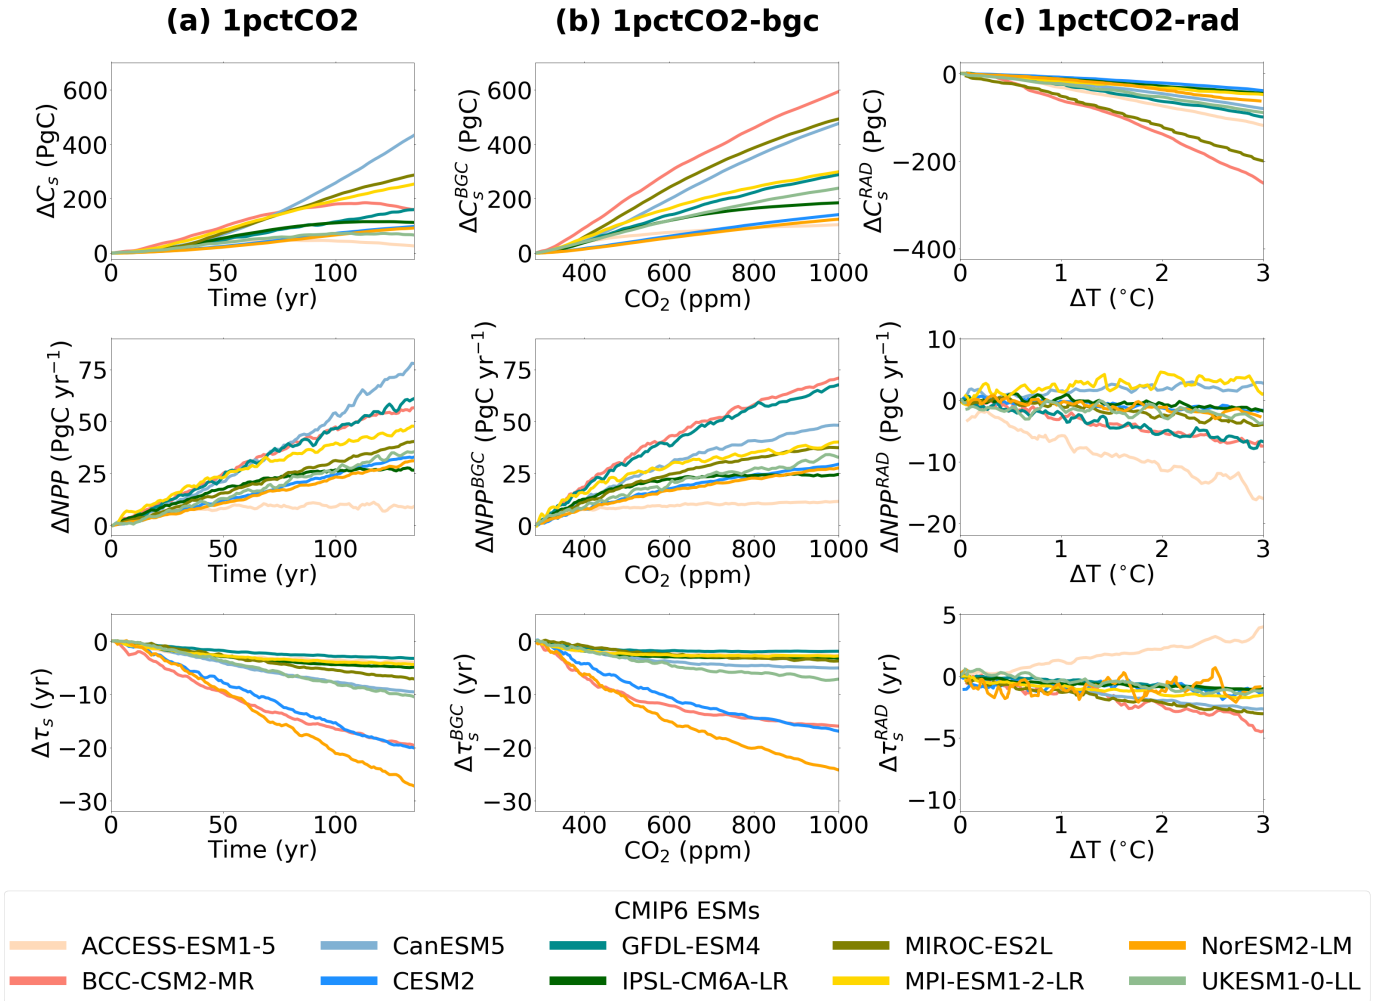 (a) 1pctCO2
(b) 1pctCO2-bgc
(c) 1pctCO2-rad
ΔC_s (PgC)
600
400
200
0
0 50 100
Time (yr)
ΔC_s^{BGC} (PgC)
600
400
200
0
400 600 800 1000
CO₂ (ppm)
ΔC_s^{RAD} (PgC)
0
−200
−400
0 1 2 3
ΔT (°C)
ΔNPP (PgC yr⁻¹)
75
50
25
0
0 50 100
Time (yr)
ΔNPP^{BGC} (PgC yr⁻¹)
75
50
25
0
400 600 800 1000
CO₂ (ppm)
ΔNPP^{RAD} (PgC yr⁻¹)
10
0
−10
−20
0 1 2 3
ΔT (°C)
Δτ_s (yr)
0
−10
−20
−30
0 50 100
Time (yr)
Δτ_s^{BGC} (yr)
0
−10
−20
−30
400 600 800 1000
CO₂ (ppm)
Δτ_s^{RAD} (yr)
5
0
−5
−10
0 1 2 3
ΔT (°C)
CMIP6 ESMs
ACCESS-ESM1-5 CanESM5 GFDL-ESM4 MIROC-ES2L NorESM2-LM
BCC-CSM2-MR CESM2 IPSL-CM6A-LR MPI-ESM1-2-LR UKESM1-0-LL